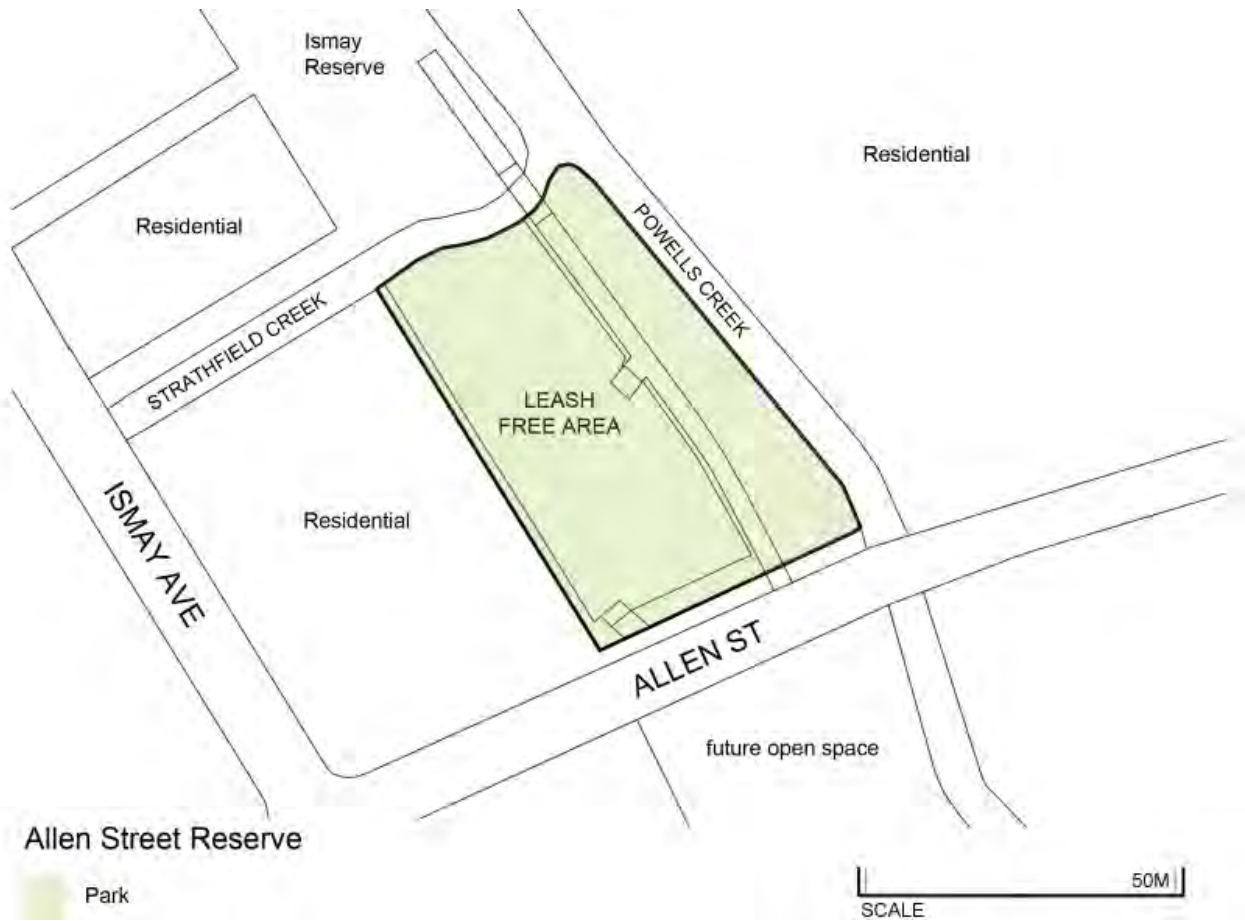 Ismay
Reserve
Residential
Residential
POWELLS CREEK
STRATHFIELD CREEK
LEASH
FREE AREA
ISMAY AVE
Residential
ALLEN ST
future open space
Allen Street Reserve
Park
50M
SCALE